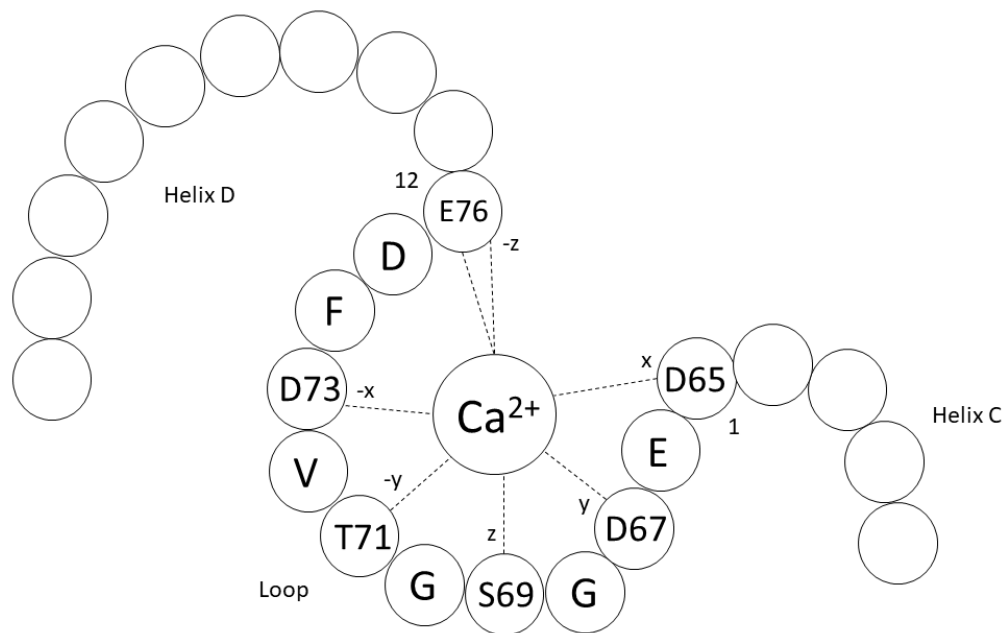 12
E76
Helix D
D
-z
F
x
D65
D73
-x
Ca2+
Helix C
1
E
V
-y
y
D67
T71
z
Loop
G
S69
G